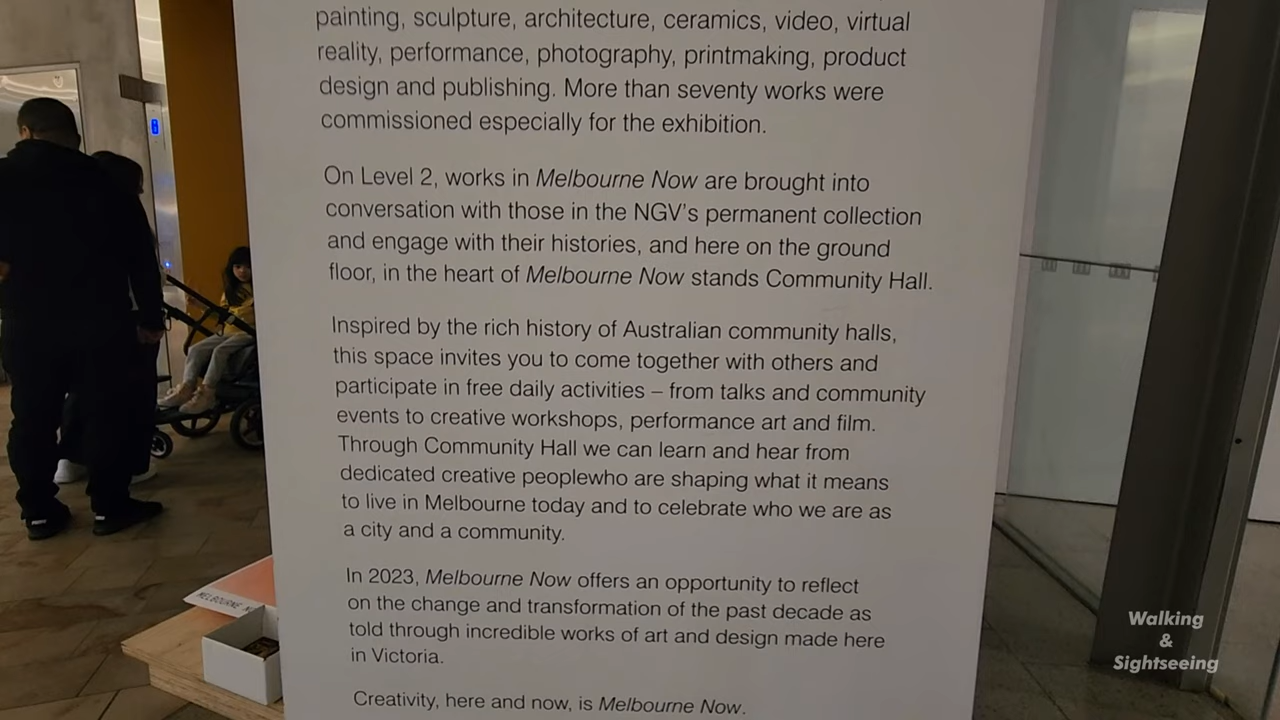 painting, sculpture, architecture, ceramics, video, virtual
reality, performance, photography, printmaking, product
design and publishing. More than seventy works were
commissioned especially for the exhibition.
On Level 2, works in Melbourne Now are brought into
conversation with those in the NGV's permanent collection
and engage with their histories, and here on the ground
floor, in the heart of Melbourne Now stands Community Hall.
Inspired by the rich history of Australian community halls,
this space invites you to come together with others and
participate in free daily activities – from talks and community
events to creative workshops, performance art and film.
Through Community Hall we can learn and hear from
dedicated creative peoplewho are shaping what it means
to live in Melbourne today and to celebrate who we are as
a city and a community.
In 2023, Melbourne Now offers an opportunity to reflect
on the change and transformation of the past decade as
told through incredible works of art and design made here
in Victoria.
Creativity, here and now, is Melbourne Now.
MELBOURNE
Walking
&
Sightseeing